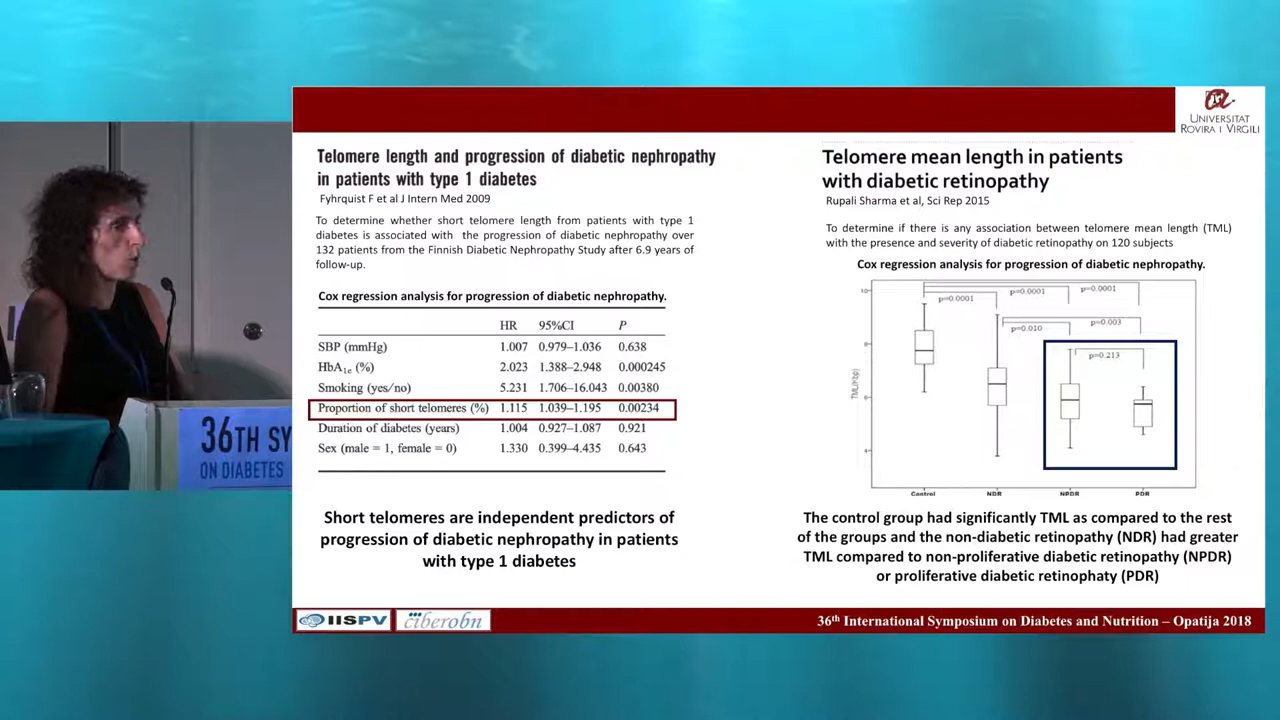 UNIVERSITAT
ROVIRA I VIRGILI
Telomere length and progression of diabetic nephropathy
in patients with type 1 diabetes
Fyhrquist F et al J Intern Med 2009
To determine whether short telomere length from patients with type 1
diabetes is associated with the progression of diabetic nephropathy over
132 patients from the Finnish Diabetic Nephropathy Study after 6.9 years of
follow-up.
Cox regression analysis for progression of diabetic nephropathy.
HR 95%CI P
SBP (mmHg) 1.007 0.979–1.036 0.638
HbA1c (%) 2.023 1.388–2.948 0.000245
Smoking (yes/no) 5.231 1.706–16.043 0.00380
Proportion of short telomeres (%) 1.115 1.039–1.195 0.00234
Duration of diabetes (years) 1.004 0.927–1.087 0.921
Sex (male = 1, female = 0) 1.330 0.399–4.435 0.643
Short telomeres are independent predictors of
progression of diabetic nephropathy in patients
with type 1 diabetes
Telomere mean length in patients
with diabetic retinopathy
Rupali Sharma et al, Sci Rep 2015
To determine if there is any association between telomere mean length (TML)
with the presence and severity of diabetic retinopathy on 120 subjects
Cox regression analysis for progression of diabetic nephropathy.
10
p=0.0001
p=0.0001
p=0.0001
p=0.010
p=0.003
p=0.213
8
6
4
TML(Kbp)
Control NDR NPDR PDR
The control group had significantly TML as compared to the rest
of the groups and the non-diabetic retinopathy (NDR) had greater
TML compared to non-proliferative diabetic retinopathy (NPDR)
or proliferative diabetic retinophaty (PDR)
36TH SY
ON DIABETES
IISPV
ciberobn
36th International Symposium on Diabetes and Nutrition – Opatija 2018